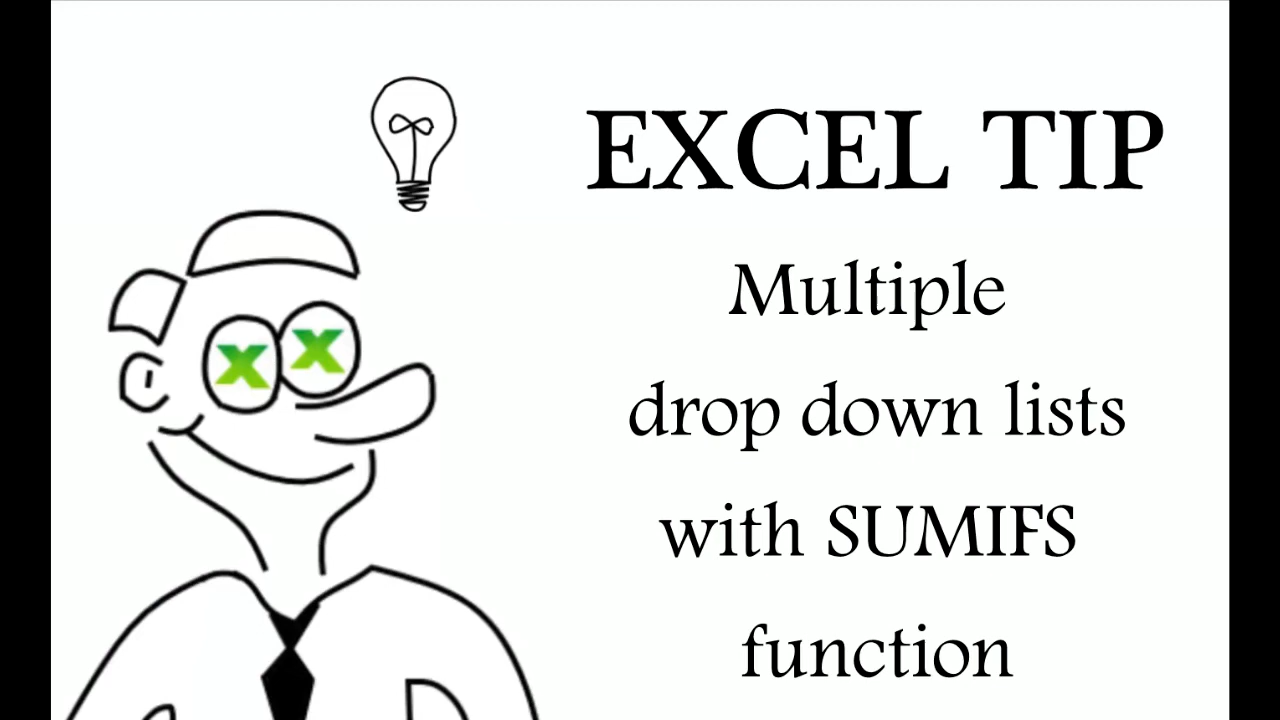 EXCEL TIP
Multiple
drop down lists
with SUMIFS
function